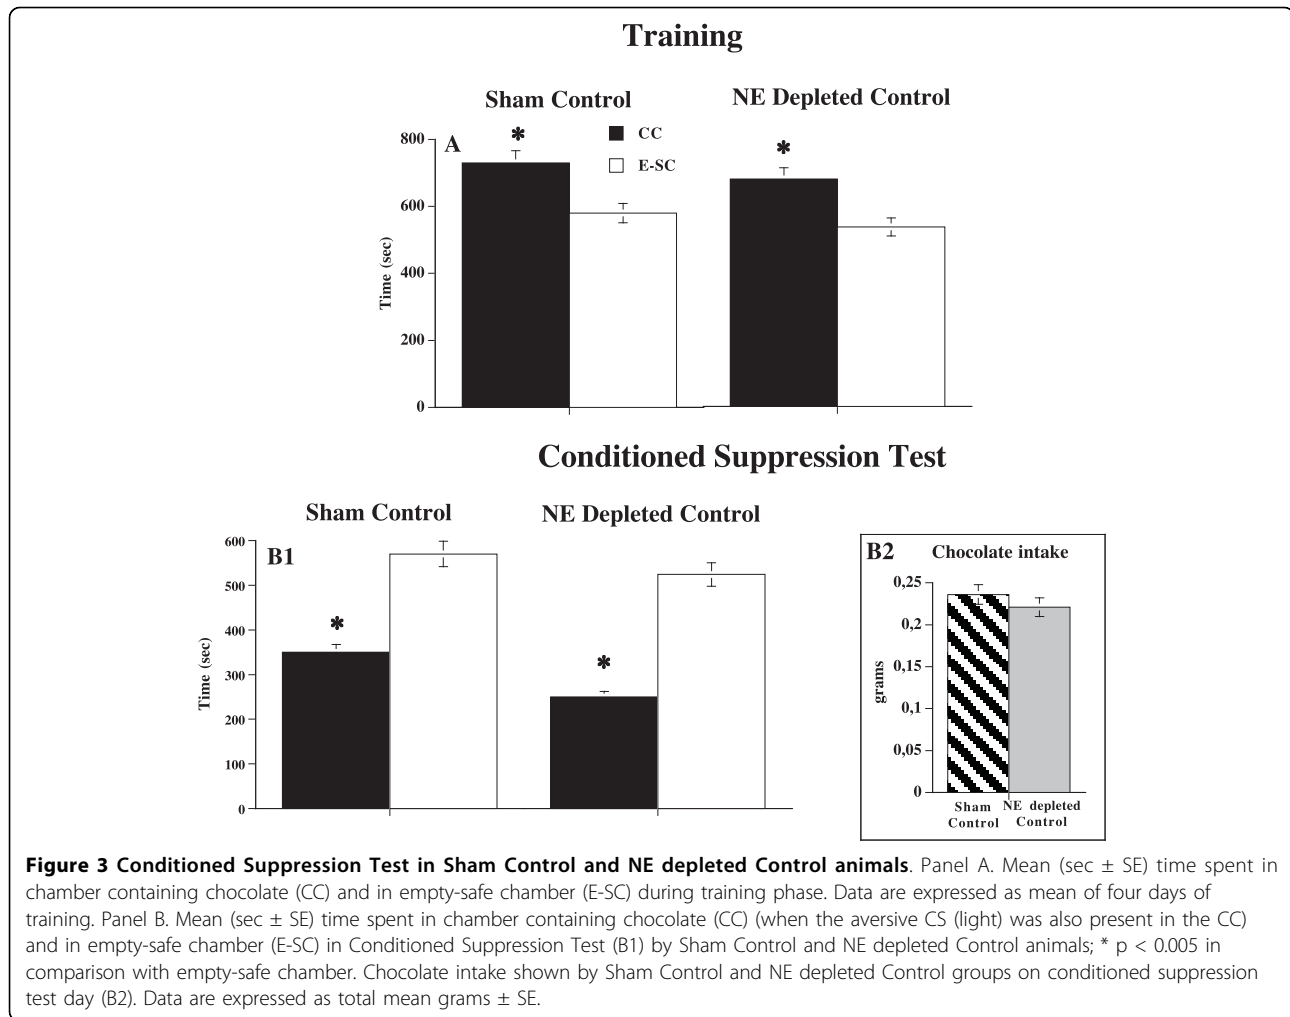 Training
Sham Control
NE Depleted Control
A
CC
E-SC
Time (sec)
800
600
400
200
0
Conditioned Suppression Test
Sham Control
NE Depleted Control
B1
Time (sec)
600
500
400
300
200
100
0
B2 Chocolate intake
grams
0,25
0,2
0,15
0,1
0,05
0
Sham Control
NE depleted Control
Figure 3 Conditioned Suppression Test in Sham Control and NE depleted Control animals. Panel A. Mean (sec ± SE) time spent in
chamber containing chocolate (CC) and in empty-safe chamber (E-SC) during training phase. Data are expressed as mean of four days of
training. Panel B. Mean (sec ± SE) time spent in chamber containing chocolate (CC) (when the aversive CS (light) was also present in the CC)
and in empty-safe chamber (E-SC) in Conditioned Suppression Test (B1) by Sham Control and NE depleted Control animals; * p < 0.005 in
comparison with empty-safe chamber. Chocolate intake shown by Sham Control and NE depleted Control groups on conditioned suppression
test day (B2). Data are expressed as total mean grams ± SE.